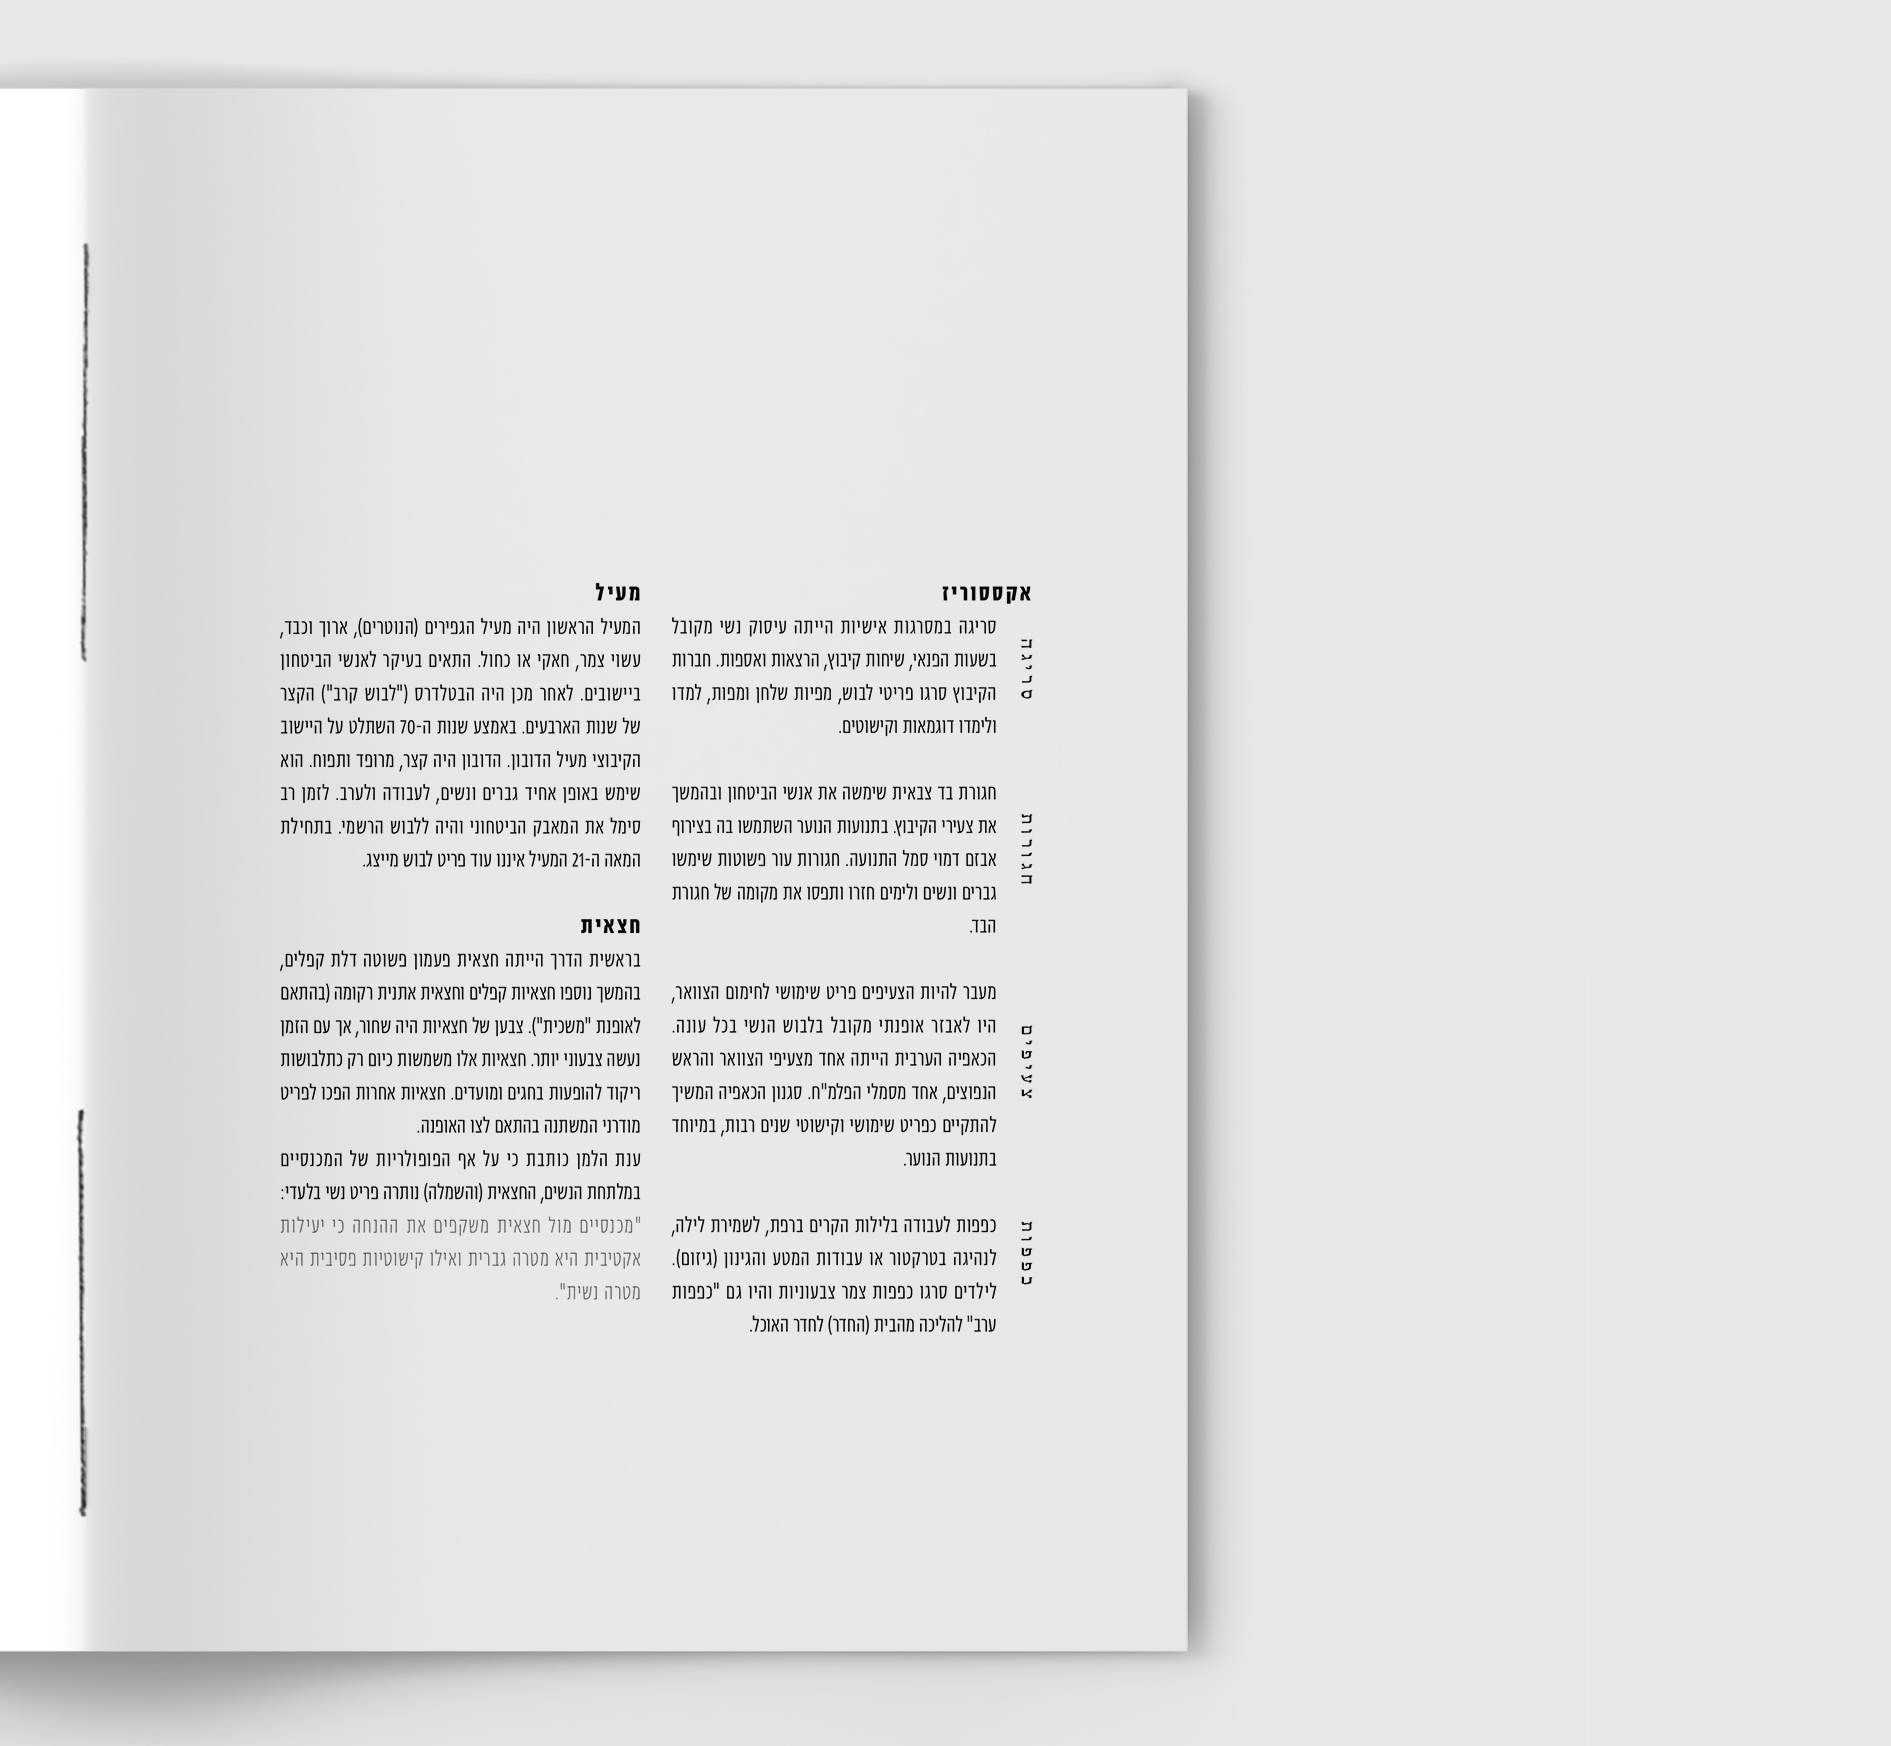 אקססוריז
סריגה
סריגה במסרגות אישיות הייתה עיסוק נשי מקובל
בשעות הפנאי, שיחות קיבוץ, הרצאות ואספות. חברות
הקיבוץ סרגו פריטי לבוש, מפיות שלחן ומפות, למדו
ולימדו דוגמאות וקישוטים.
חגורות
חגורת בד צבאית שימשה את אנשי הביטחון ובהמשך
את צעירי הקיבוץ. בתנועות הנוער השתמשו בה בצירוף
אבזם דמוי סמל התנועה. חגורות עור פשוטות שימשו
גברים ונשים ולימים חזרו ותפסו את מקומה של חגורת
הבד.
צעיפים
מעבר להיות הצעיפים פריט שימושי לחימום הצוואר,
היו לאבזר אופנתי מקובל בלבוש הנשי בכל עונה.
הכאפיה הערבית הייתה אחד מצעיפי הצוואר והראש
הנפוצים, אחד מסמלי הפלמ"ח. סגנון הכאפיה המשיך
להתקיים כפריט שימושי וקישוטי שנים רבות, במיוחד
בתנועות הנוער.
כפפות
כפפות לעבודה בלילות הקרים ברפת, לשמירת לילה,
לנהיגה בטרקטור או עבודות המטע והגינון (גיזום).
לילדים סרגו כפפות צמר צבעוניות והיו גם "כפפות
ערב" להליכה מהבית (החדר) לחדר האוכל.
מעיל
המעיל הראשון היה מעיל הגפירים (הנוטרים), ארוך וכבד,
עשוי צמר, חאקי או כחול. התאים בעיקר לאנשי הביטחון
ביישובים. לאחר מכן היה הבטלדרס ("לבוש קרב") הקצר
של שנות הארבעים. באמצע שנות ה-70 השתלט על היישוב
הקיבוצי מעיל הדובון. הדובון היה קצר, מרופד ותפוח. הוא
שימש באופן אחיד גברים ונשים, לעבודה ולערב. לזמן רב
סימל את המאבק הביטחוני והיה ללבוש הרשמי. בתחילת
המאה ה-21 המעיל איננו עוד פריט לבוש מייצג.
חצאית
בראשית הדרך הייתה חצאית פעמון פשוטה דלת קפלים,
בהמשך נוספו חצאיות קפלים וחצאית אתנית רקומה (בהתאם
לאופנת "משכית"). צבען של חצאיות היה שחור, אך עם הזמן
נעשה צבעוני יותר. חצאיות אלו משמשות כיום רק כתלבושות
ריקוד להופעות בחגים ומועדים. חצאיות אחרות הפכו לפריט
מודרני המשתנה בהתאם לצו האופנה.
ענת הלמן כותבת כי על אף הפופולריות של המכנסיים
במלתחת הנשים, החצאית (והשמלה) נותרה פריט נשי בלעדי:
"מכנסיים מול חצאית משקפים את ההנחה כי יעילות
אקטיבית היא מטרה גברית ואילו קישוטיות פסיבית היא
מטרה נשית".